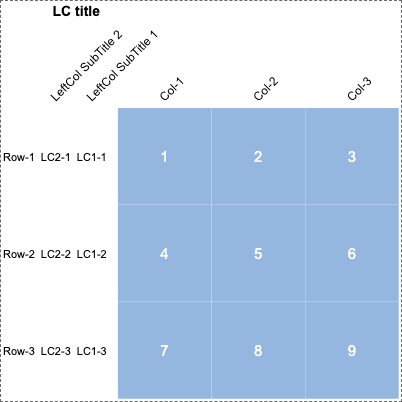 LC title
LeftCol SubTitle 2 LeftCol SubTitle 1 Col-1 Col-2 Col-3
Row-1 LC2-1 LC1-1 1 2 3
Row-2 LC2-2 LC1-2 4 5 6
Row-3 LC2-3 LC1-3 7 8 9